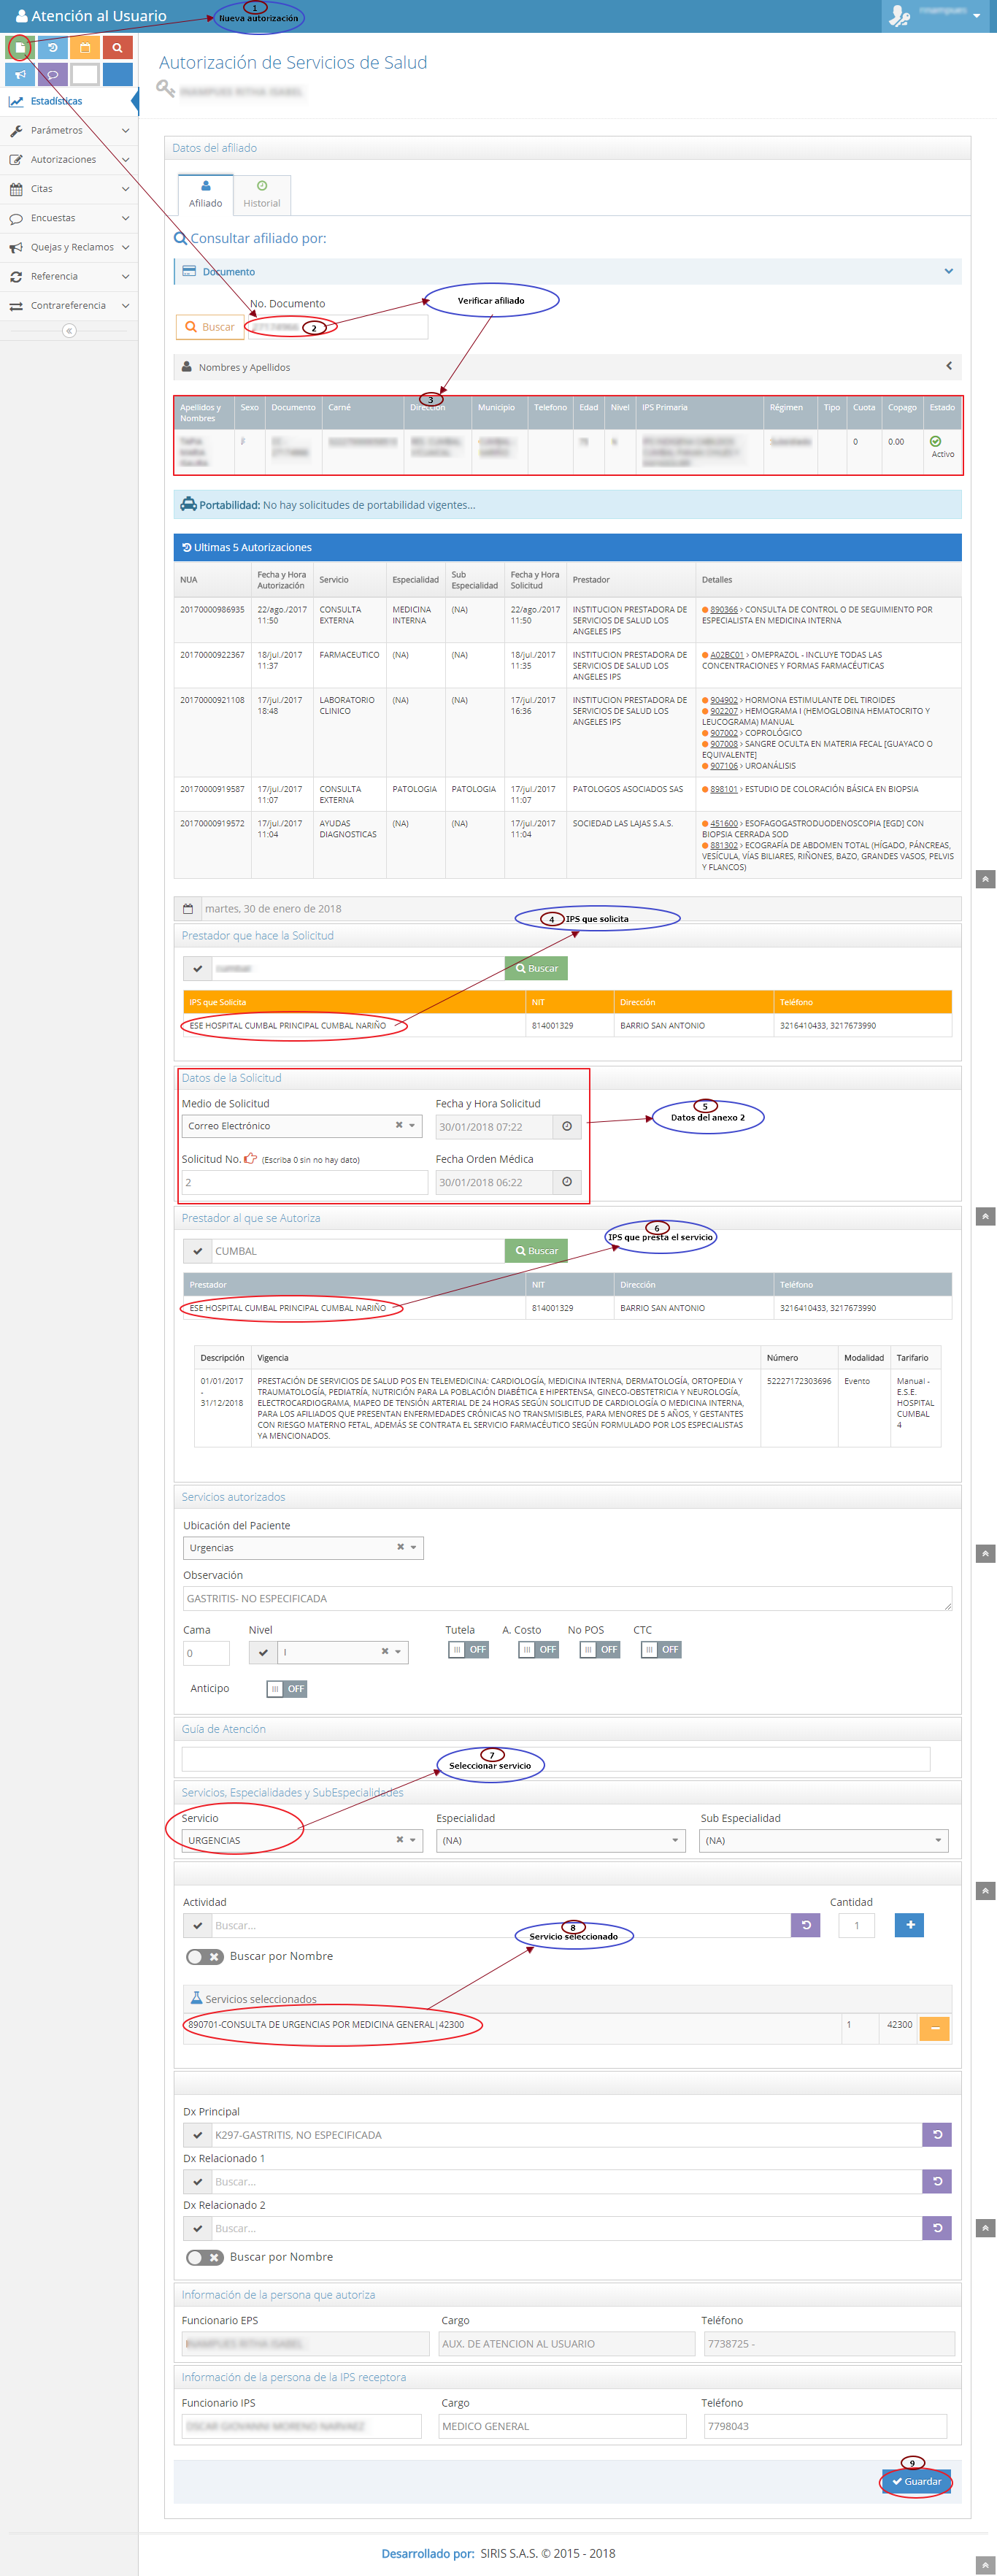 Atención al Usuario
1
Nueva autorización
Estadísticas
Parámetros
Autorizaciones
Citas
Encuestas
Quejas y Reclamos
Referencia
Contrareferencia
Autorización de Servicios de Salud
Datos del afiliado
Afiliado
Historial
Consultar afiliado por:
Documento
No. Documento
Verificar afiliado
Buscar
2
Nombres y Apellidos
3
Apellidos y Nombres Sexo Documento Carné Dirección Municipio Telefono Edad Nivel IPS Primaria Régimen Tipo Cuota Copago Estado
0 0.00 Activo
Portabilidad: No hay solicitudes de portabilidad vigentes...
Ultimas 5 Autorizaciones
NUA Fecha y Hora Autorización Servicio Especialidad Sub Especialidad Fecha y Hora Solicitud Prestador Detalles
20170000986935 22/ago./2017 11:50 CONSULTA EXTERNA MEDICINA INTERNA (NA) 22/ago./2017 11:50 INSTITUCION PRESTADORA DE SERVICIOS DE SALUD LOS ANGELES IPS 890366 > CONSULTA DE CONTROL O DE SEGUIMIENTO POR ESPECIALISTA EN MEDICINA INTERNA
20170000922367 18/jul./2017 11:37 FARMACEUTICO (NA) (NA) 18/jul./2017 11:35 INSTITUCION PRESTADORA DE SERVICIOS DE SALUD LOS ANGELES IPS A02BC01 > OMEPRAZOL - INCLUYE TODAS LAS CONCENTRACIONES Y FORMAS FARMACÉUTICAS
20170000921108 17/jul./2017 18:48 LABORATORIO CLINICO (NA) (NA) 17/jul./2017 16:36 INSTITUCION PRESTADORA DE SERVICIOS DE SALUD LOS ANGELES IPS 904902 > HORMONA ESTIMULANTE DEL TIROIDES
902207 > HEMOGRAMA I (HEMOGLOBINA HEMATOCRITO Y LEUCOGRAMA) MANUAL
907002 > COPROLÓGICO
907008 > SANGRE OCULTA EN MATERIA FECAL [GUAYACO O EQUIVALENTE]
907106 > UROANÁLISIS
20170000919587 17/jul./2017 11:07 CONSULTA EXTERNA PATOLOGIA PATOLOGIA 17/jul./2017 11:07 PATOLOGOS ASOCIADOS SAS 898101 > ESTUDIO DE COLORACIÓN BÁSICA EN BIOPSIA
20170000919572 17/jul./2017 11:04 AYUDAS DIAGNOSTICAS (NA) (NA) 17/jul./2017 11:04 SOCIEDAD LAS LAJAS S.A.S. 451600 > ESOFAGOGASTRODUODENOSCOPIA [EGD] CON BIOPSIA CERRADA SOD
881302 > ECOGRAFÍA DE ABDOMEN TOTAL (HÍGADO, PÁNCREAS, VESÍCULA, VÍAS BILIARES, RIÑONES, BAZO, GRANDES VASOS, PELVIS Y FLANCOS)
martes, 30 de enero de 2018
4 IPS que solicita
Prestador que hace la Solicitud
Buscar
IPS que Solicita NIT Dirección Teléfono
ESE HOSPITAL CUMBAL PRINCIPAL CUMBAL NARIÑO 814001329 BARRIO SAN ANTONIO 3216410433, 3217673990
Datos de la Solicitud
Medio de Solicitud Fecha y Hora Solicitud
5
Datos del anexo 2
Correo Electrónico 30/01/2018 07:22
Solicitud No. (Escriba 0 sin no hay dato) Fecha Orden Médica
2 30/01/2018 06:22
Prestador al que se Autoriza
6
IPS que presta el servicio
CUMBAL Buscar
Prestador NIT Dirección Teléfono
ESE HOSPITAL CUMBAL PRINCIPAL CUMBAL NARIÑO 814001329 BARRIO SAN ANTONIO 3216410433, 3217673990
Descripción Vigencia Número Modalidad Tarifario
01/01/2017 - 31/12/2018 PRESTACIÓN DE SERVICIOS DE SALUD POS EN TELEMEDICINA: CARDIOLOGÍA, MEDICINA INTERNA, DERMATOLOGÍA, ORTOPEDIA Y TRAUMATOLOGÍA, PEDIATRÍA, NUTRICIÓN PARA LA POBLACIÓN DIABÉTICA E HIPERTENSA, GINECO-OBSTETRICIA Y NEUROLOGÍA, ELECTROCARDIOGRAMA, MAPEO DE TENSIÓN ARTERIAL DE 24 HORAS SEGÚN SOLICITUD DE CARDIOLOGÍA O MEDICINA INTERNA, PARA LOS AFILIADOS QUE PRESENTAN ENFERMEDADES CRÓNICAS NO TRANSMISIBLES, PARA MENORES DE 5 AÑOS, Y GESTANTES CON RIESGO MATERNO FETAL, ADEMÁS SE CONTRATA EL SERVICIO FARMACÉUTICO SEGÚN FORMULADO POR LOS ESPECIALISTAS YA MENCIONADOS. 52227172303696 Evento Manual - E.S.E. HOSPITAL CUMBAL 4
Servicios autorizados
Ubicación del Paciente
Urgencias
Observación
GASTRITIS- NO ESPECIFICADA
Cama Nivel Tutela A. Costo No POS CTC
0 I OFF OFF OFF OFF
Anticipo OFF
Guía de Atención
7
Seleccionar servicio
Servicios, Especialidades y SubEspecialidades
Servicio Especialidad Sub Especialidad
URGENCIAS (NA) (NA)
Actividad Cantidad
Buscar... 1
8
Servicio seleccionado
Buscar por Nombre
Servicios seleccionados
890701-CONSULTA DE URGENCIAS POR MEDICINA GENERAL|42300 1 42300
Dx Principal
K297-GASTRITIS, NO ESPECIFICADA
Dx Relacionado 1
Buscar...
Dx Relacionado 2
Buscar...
Buscar por Nombre
Información de la persona que autoriza
Funcionario EPS Cargo Teléfono
AUX. DE ATENCION AL USUARIO 7738725 -
Información de la persona de la IPS receptora
Funcionario IPS Cargo Teléfono
MEDICO GENERAL 7798043
9
Guardar
Desarrollado por: SIRIS S.A.S. © 2015 - 2018